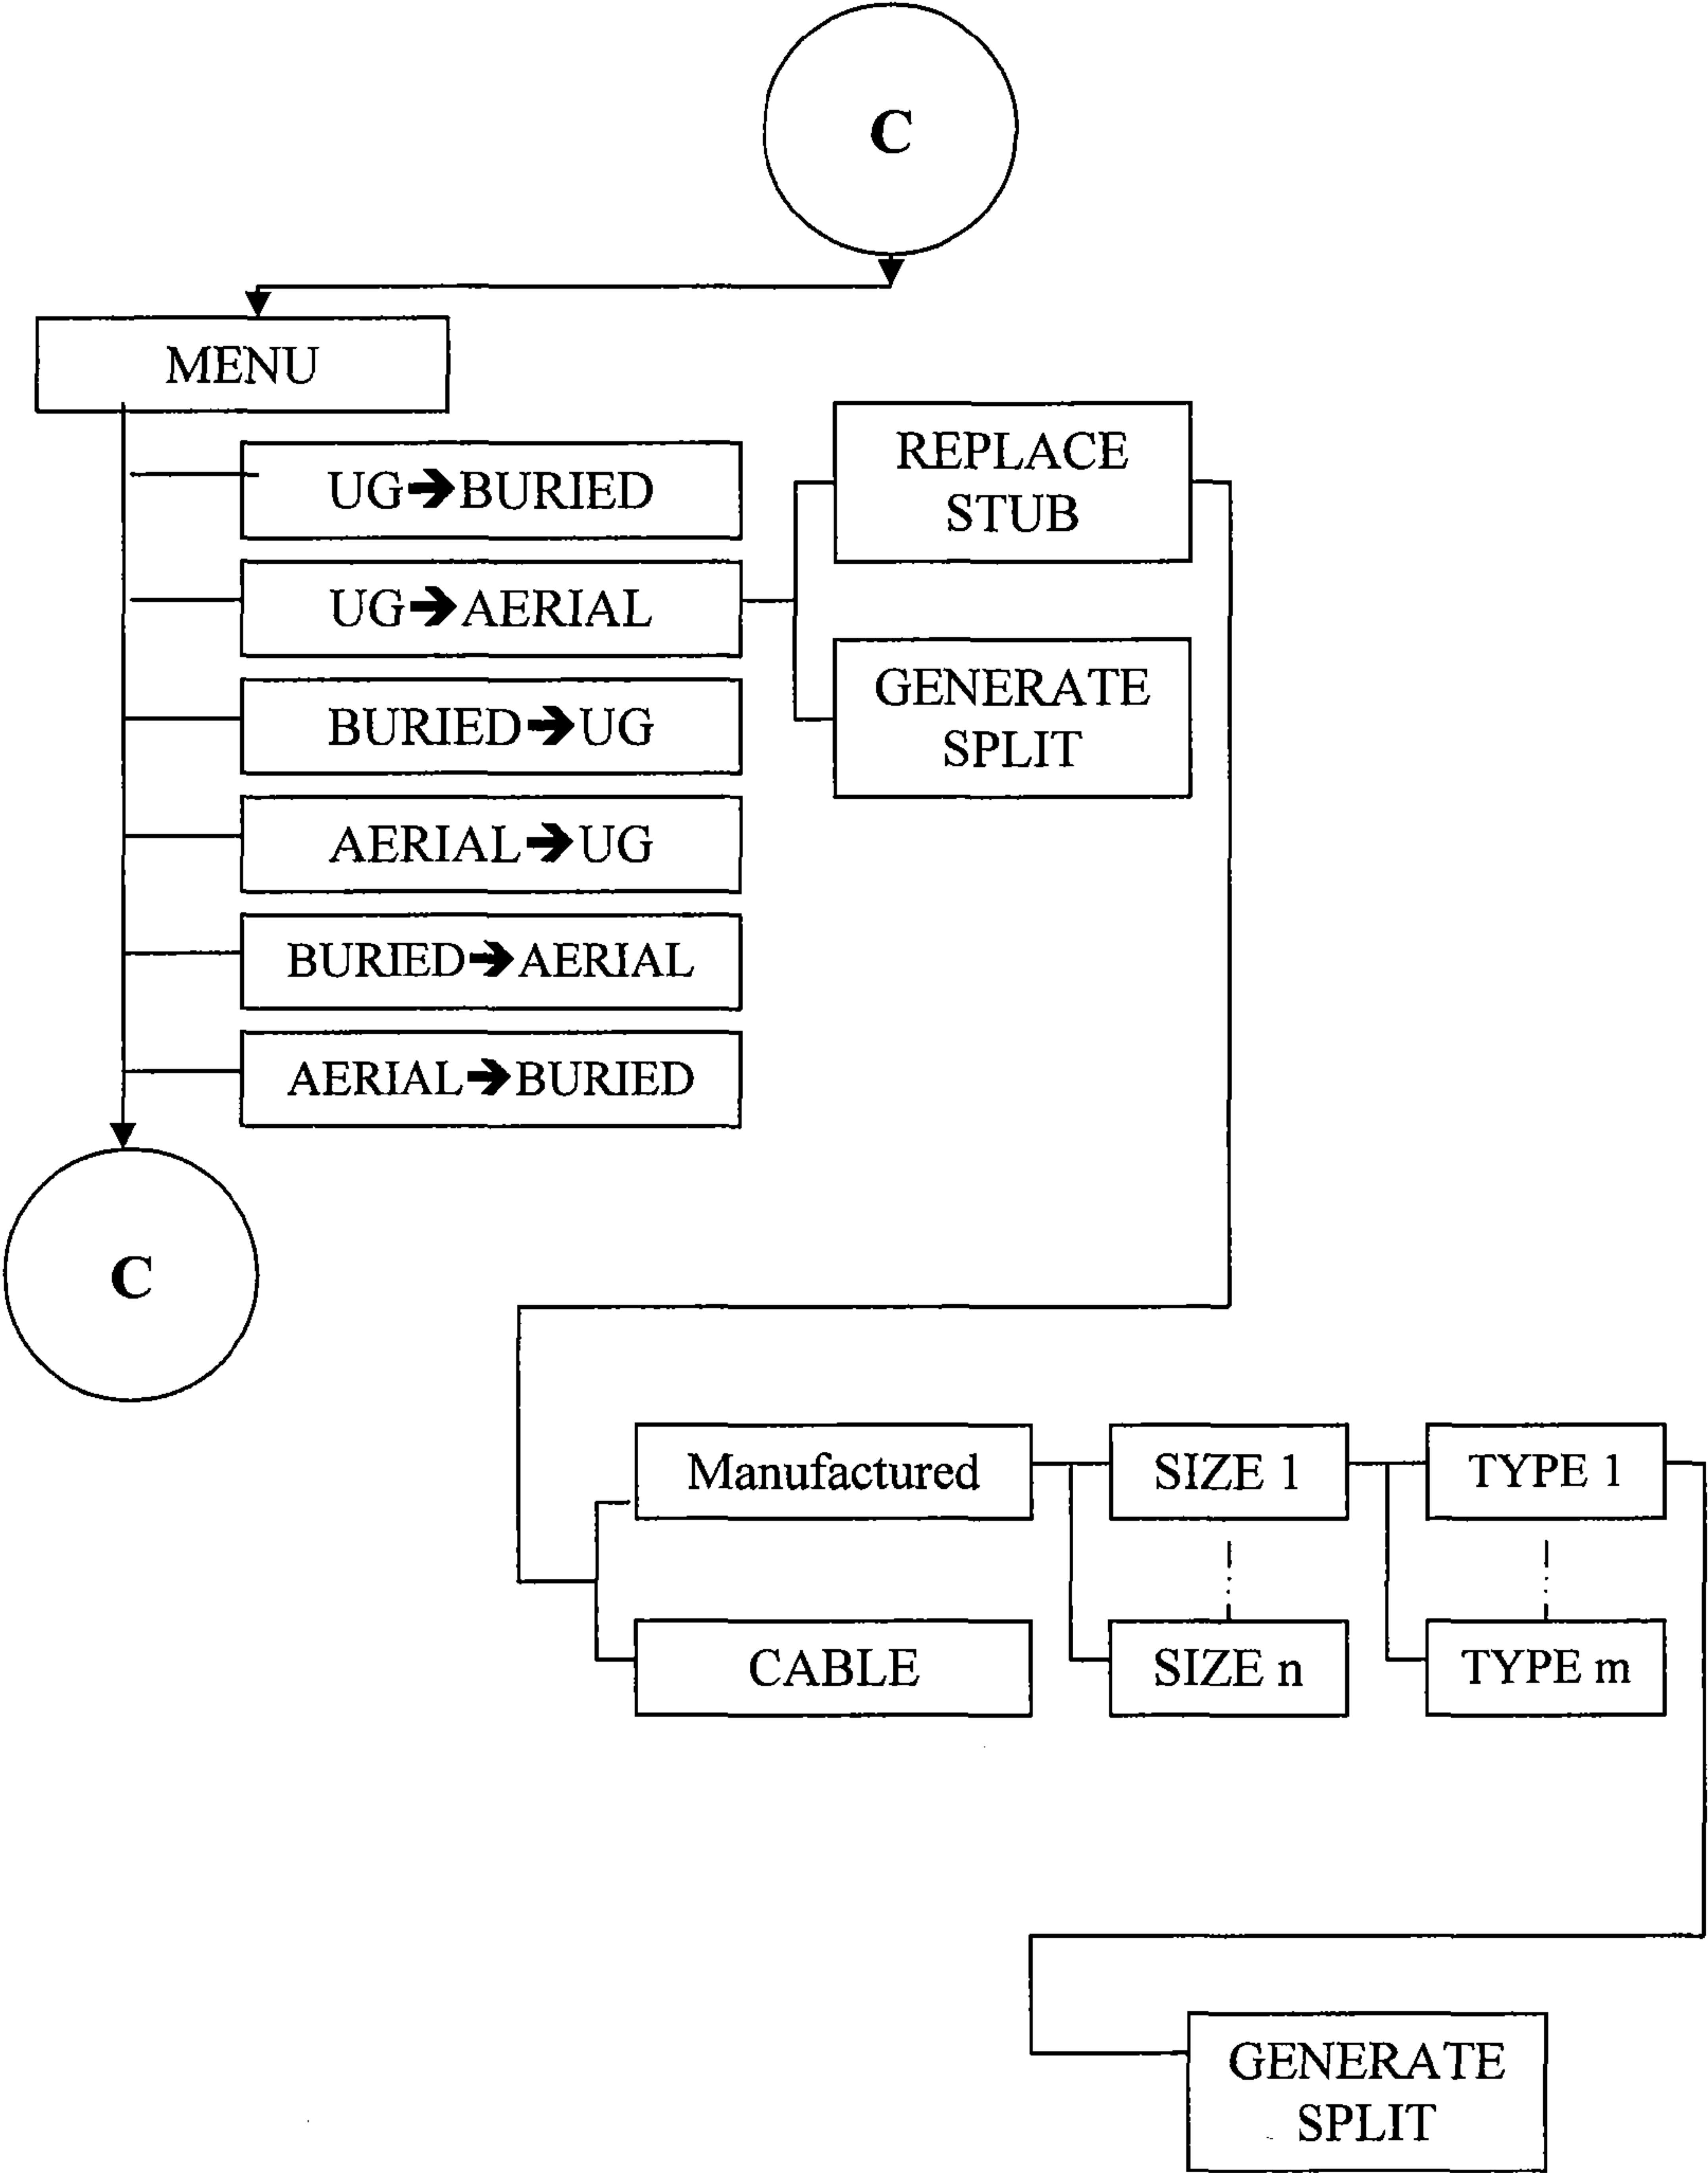 C
MENU
UG➔BURIED
UG➔AERIAL
BURIED➔UG
AERIAL➔UG
BURIED➔AERIAL
AERIAL➔BURIED
REPLACE
STUB
GENERATE
SPLIT
C
Manufactured
SIZE 1
TYPE 1
CABLE
SIZE n
TYPE m
GENERATE
SPLIT